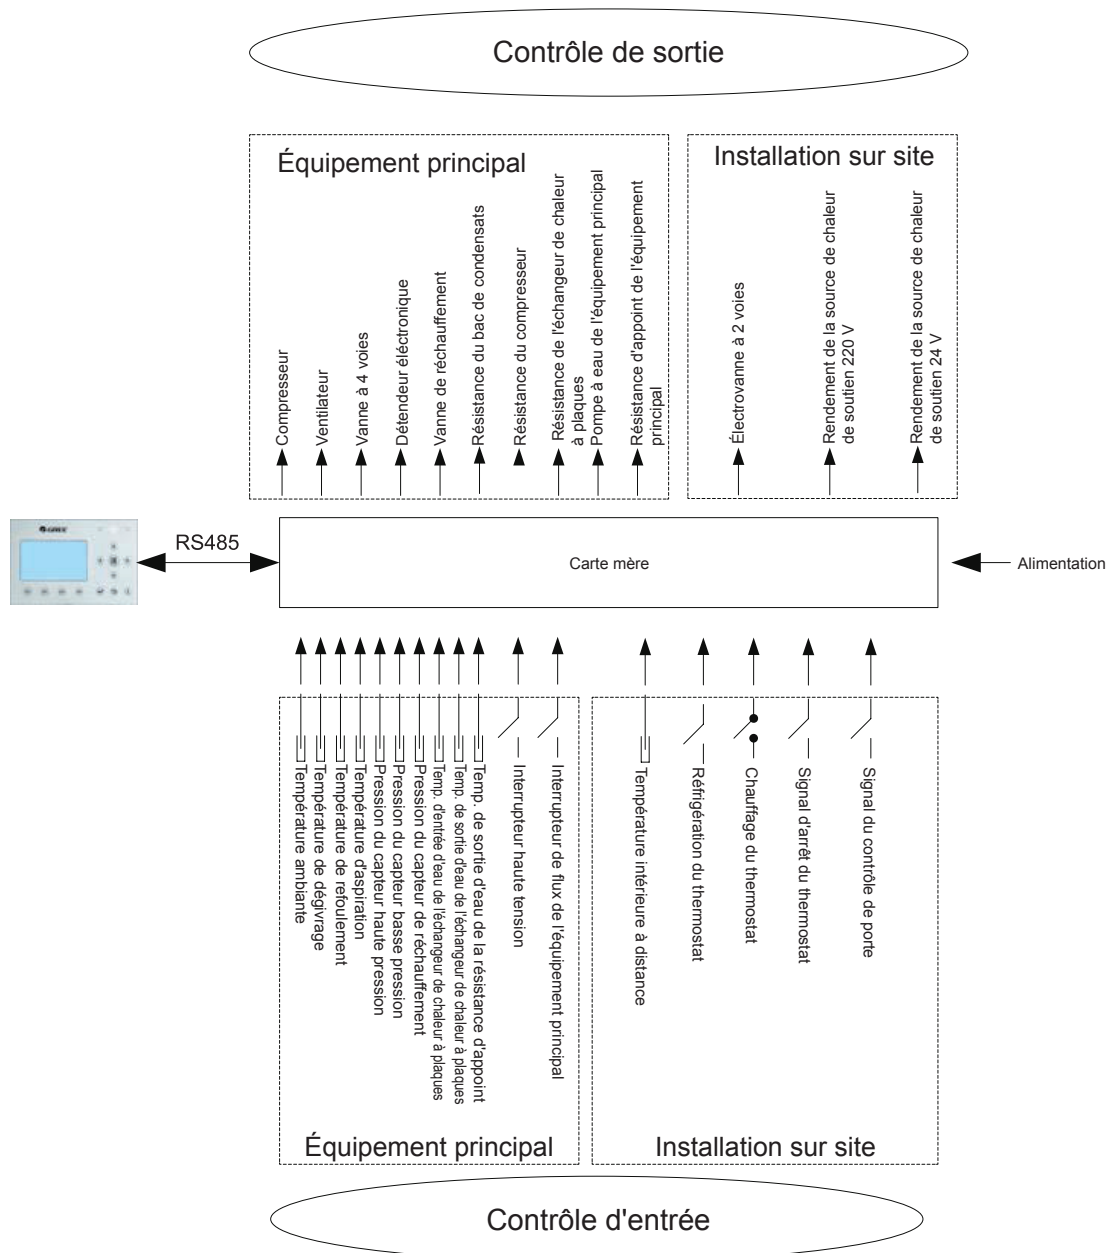 Contrôle de sortie
Équipement principal
Installation sur site
Compresseur
Ventilateur
Vanne à 4 voies
Détendeur éléctronique
Vanne de réchauffement
Résistance du bac de condensats
Résistance du compresseur
Résistance de l'échangeur de chaleur
à plaques
Pompe à eau de l'équipement principal
Résistance d'appoint de l'équipement
principal
Électrovanne à 2 voies
Rendement de la source de chaleur
de soutien 220 V
Rendement de la source de chaleur
de soutien 24 V
GREE
RS485
Carte mère
Alimentation
Température ambiante
Température de dégivrage
Température de refoulement
Température d'aspiration
Pression du capteur haute pression
Pression du capteur basse pression
Pression du capteur de réchauffement
Temp. d'entrée d'eau de l'échangeur de chaleur à plaques
Temp. de sortie d'eau de l'échangeur de chaleur à plaques
Temp. de sortie d'eau de la résistance d'appoint
Interrupteur haute tension
Interrupteur de flux de l'équipement principal
Température intérieure à distance
Réfrigération du thermostat
Chauffage du thermostat
Signal d'arrêt du thermostat
Signal du contrôle de porte
Équipement principal
Installation sur site
Contrôle d'entrée